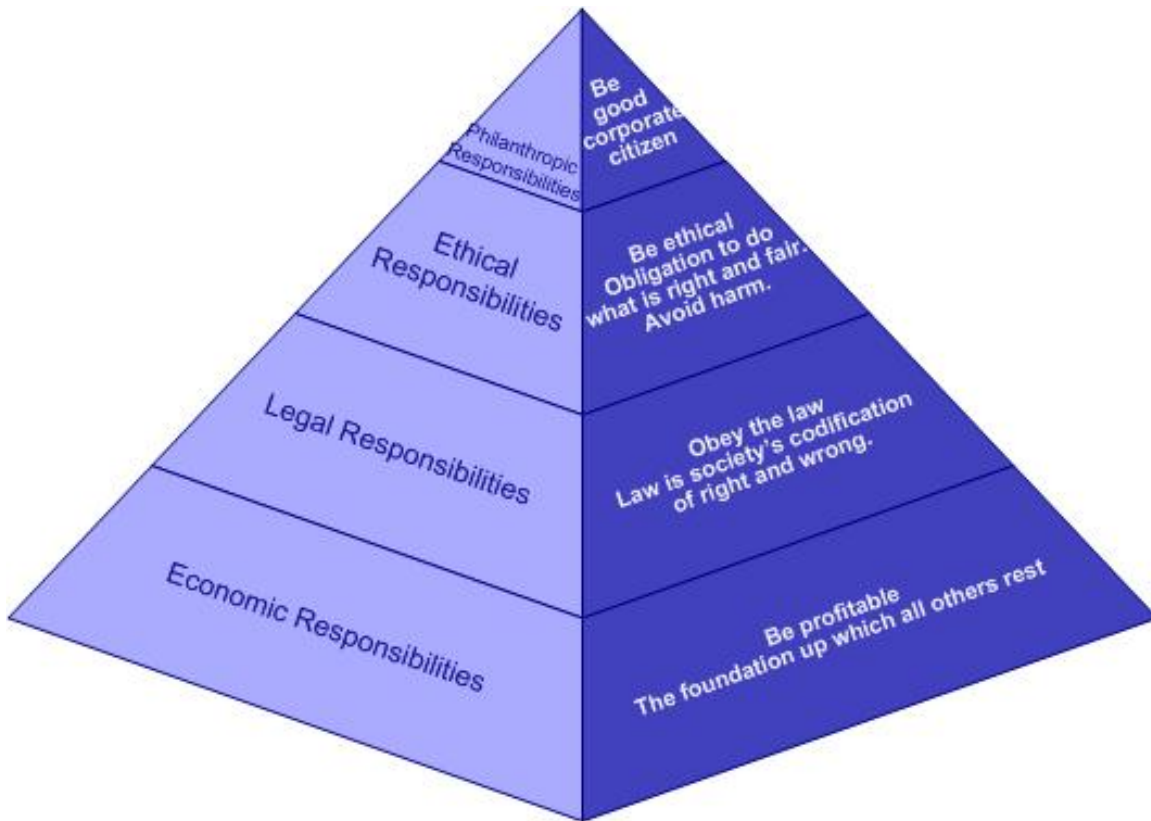 Philanthropic
Responsibilities
Be
good
corporate
citizen
Ethical
Responsibilities
Be ethical
Obligation to do
what is right and fair.
Avoid harm.
Legal Responsibilities
Obey the law
Law is society's codification
of right and wrong.
Economic Responsibilities
Be profitable
The foundation up which all others rest